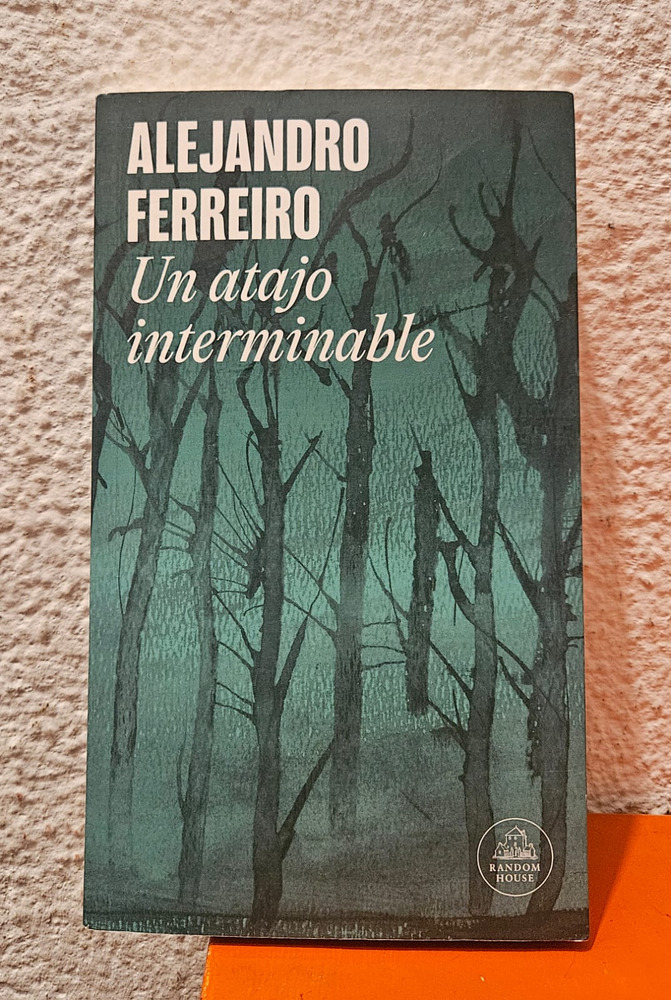 ALEJANDRO
FERREIRO
Un atajo
interminable
RANDOM
HOUSE